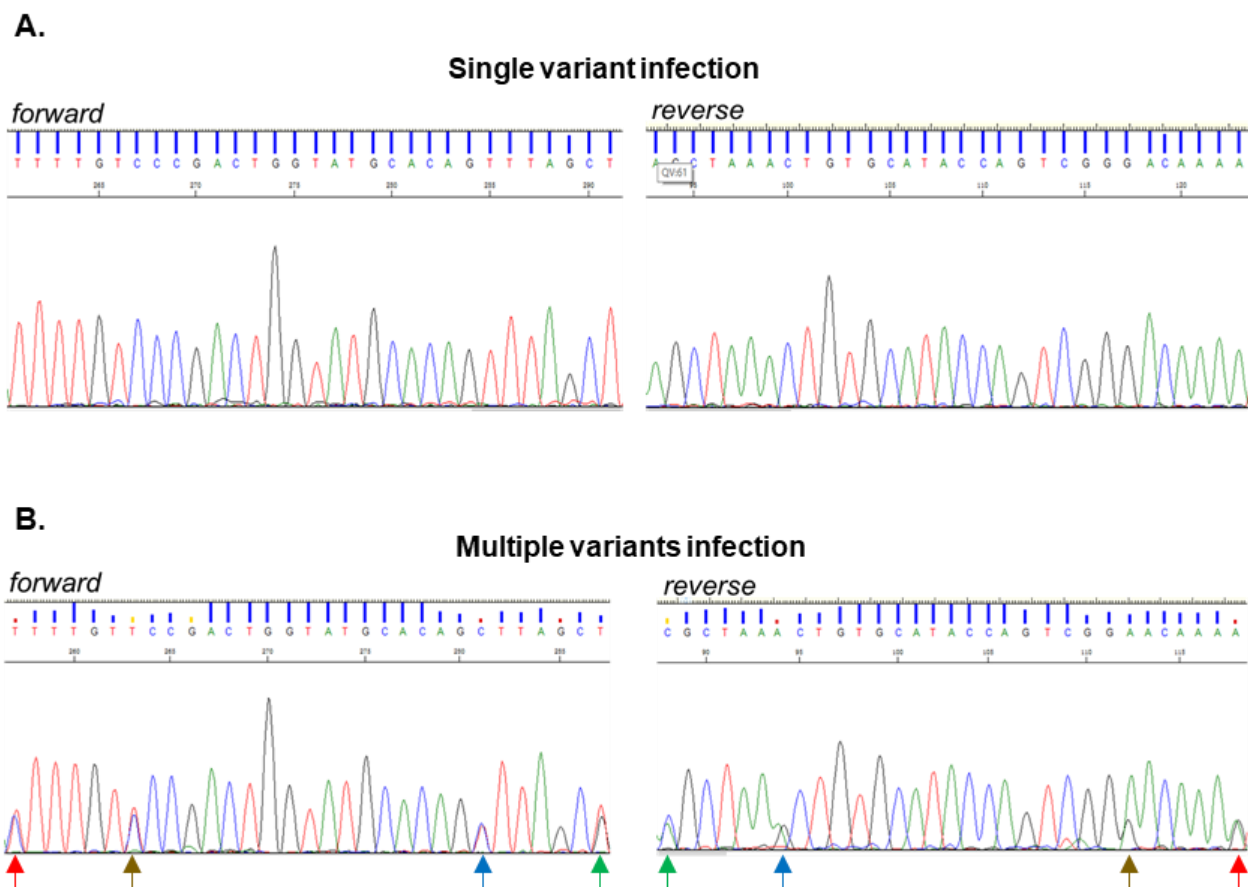 A.
Single variant infection
forward
reverse
T T T T G T C C C G A C T G G T A T G C A C A G T T T A G C T
A G C T A A A C T G T G C A T A C C A G T C G G G A C A A A A
QV:61
265 270 275 280 285 290
95 100 105 110 115 120
B.
Multiple variants infection
forward
reverse
T T T T G T T C C G A C T G G T A T G C A C A G C T T A G C T
C G C T A A A C T G T G C A T A C C A G T C G G A A C A A A A
260 265 270 275 280 285
90 95 100 105 110 115